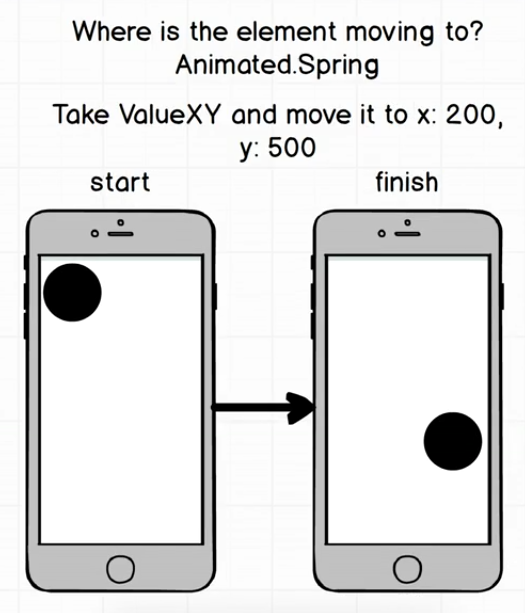 Where is the element moving to?
Animated.Spring
Take ValueXY and move it to x: 200,
y: 500
start
finish